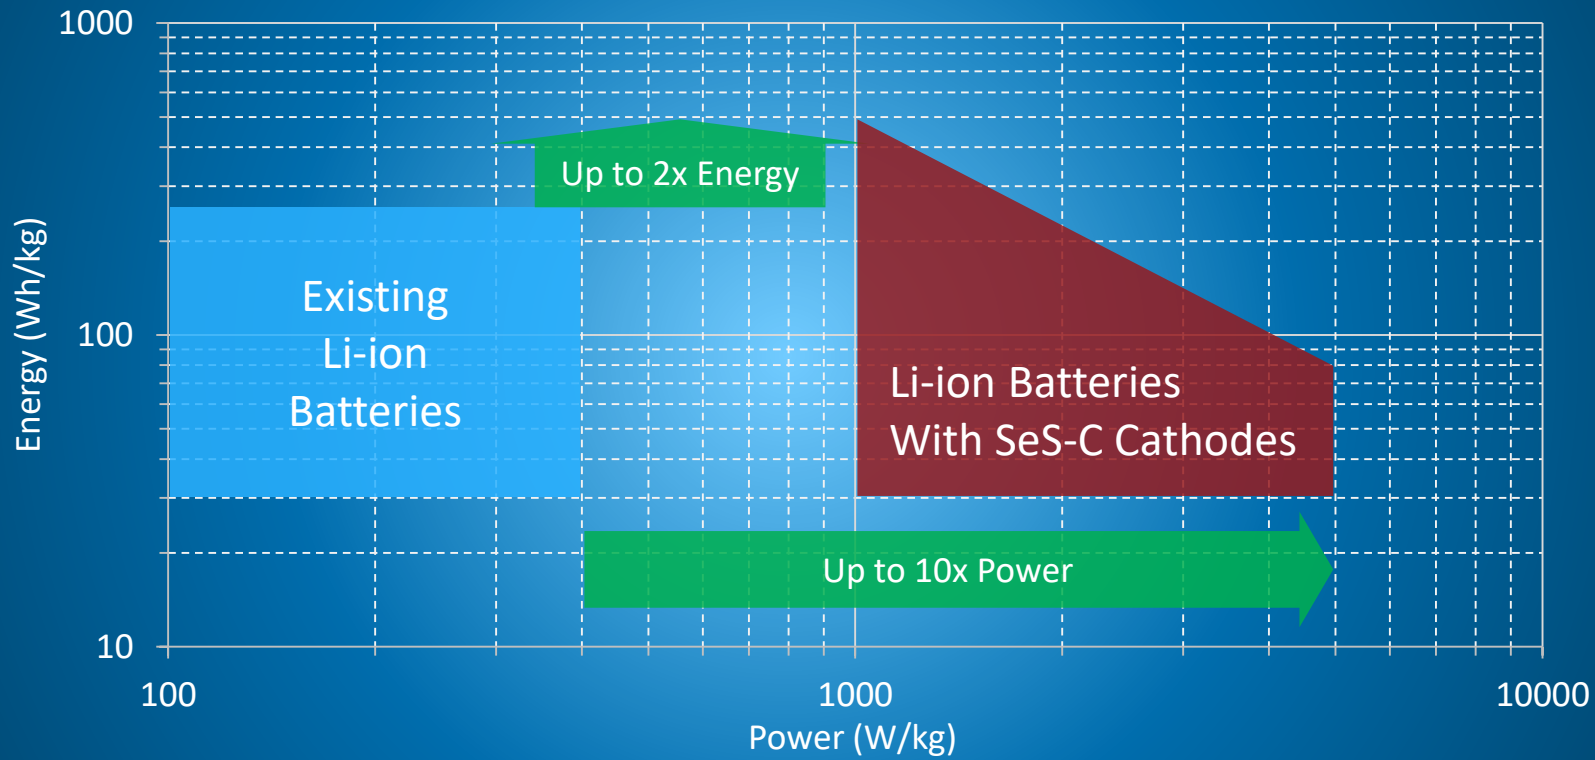 1000
Up to 2x Energy
Existing
Li-ion
Batteries
Energy (Wh/kg)
100
Li-ion Batteries
With SeS-C Cathodes
Up to 10x Power
10
100
1000
10000
Power (W/kg)